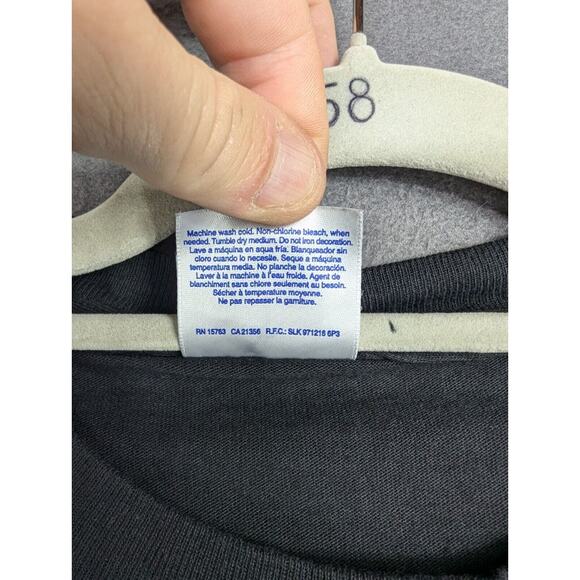 58
Machine wash cold. Non-chlorine bleach, when
needed. Tumble dry medium. Do not iron decoration.
Lave a máquina en aqua fría. Blanqueador sin
cloro cuando lo necesite. Seque a máquina
temperatura media. No planche la decoración.
Laver à la machine à l'eau froide. Agent de
blanchiment sans chlore seulement au besoin.
Sécher à temperature moyenne.
Ne pas repasser la garniture.
RN 15763 CA 21356 R.F.C.: SLK 971216 6P3